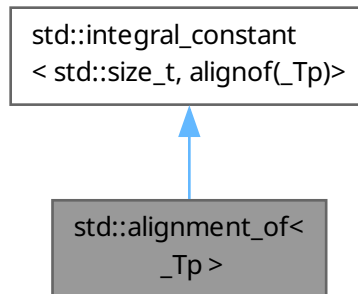 std::integral_constant
< std::size_t, alignof(_Tp)>
std::alignment_of<
_Tp >